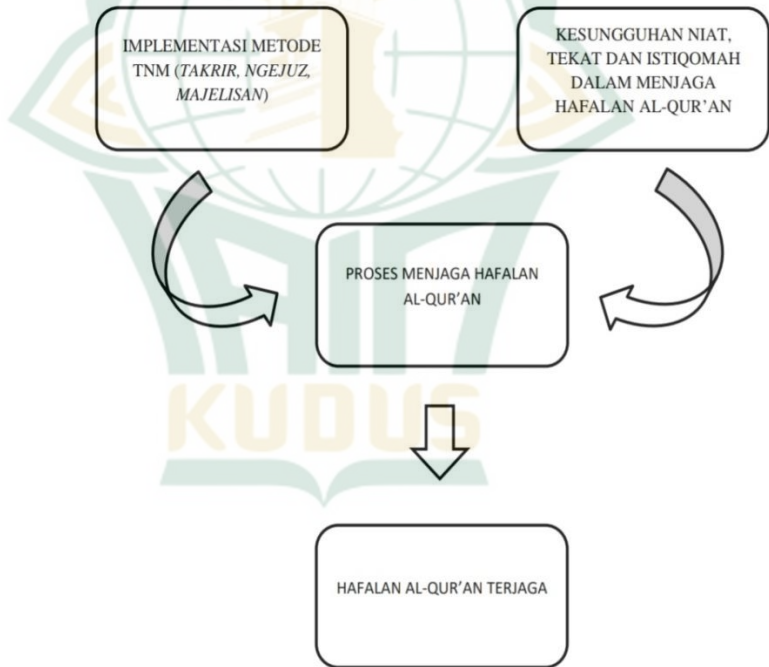 IMPLEMENTASI METODE
TNM (TAKRIR, NGEJUZ,
MAJELISAN)
KESUNGGUHAN NIAT,
TEKAT DAN ISTIQOMAH
DALAM MENJAGA
HAFALAN AL-QUR'AN
PROSES MENJAGA HAFALAN
AL-QUR'AN
IAIN
KUDUS
HAFALAN AL-QUR'AN TERJAGA